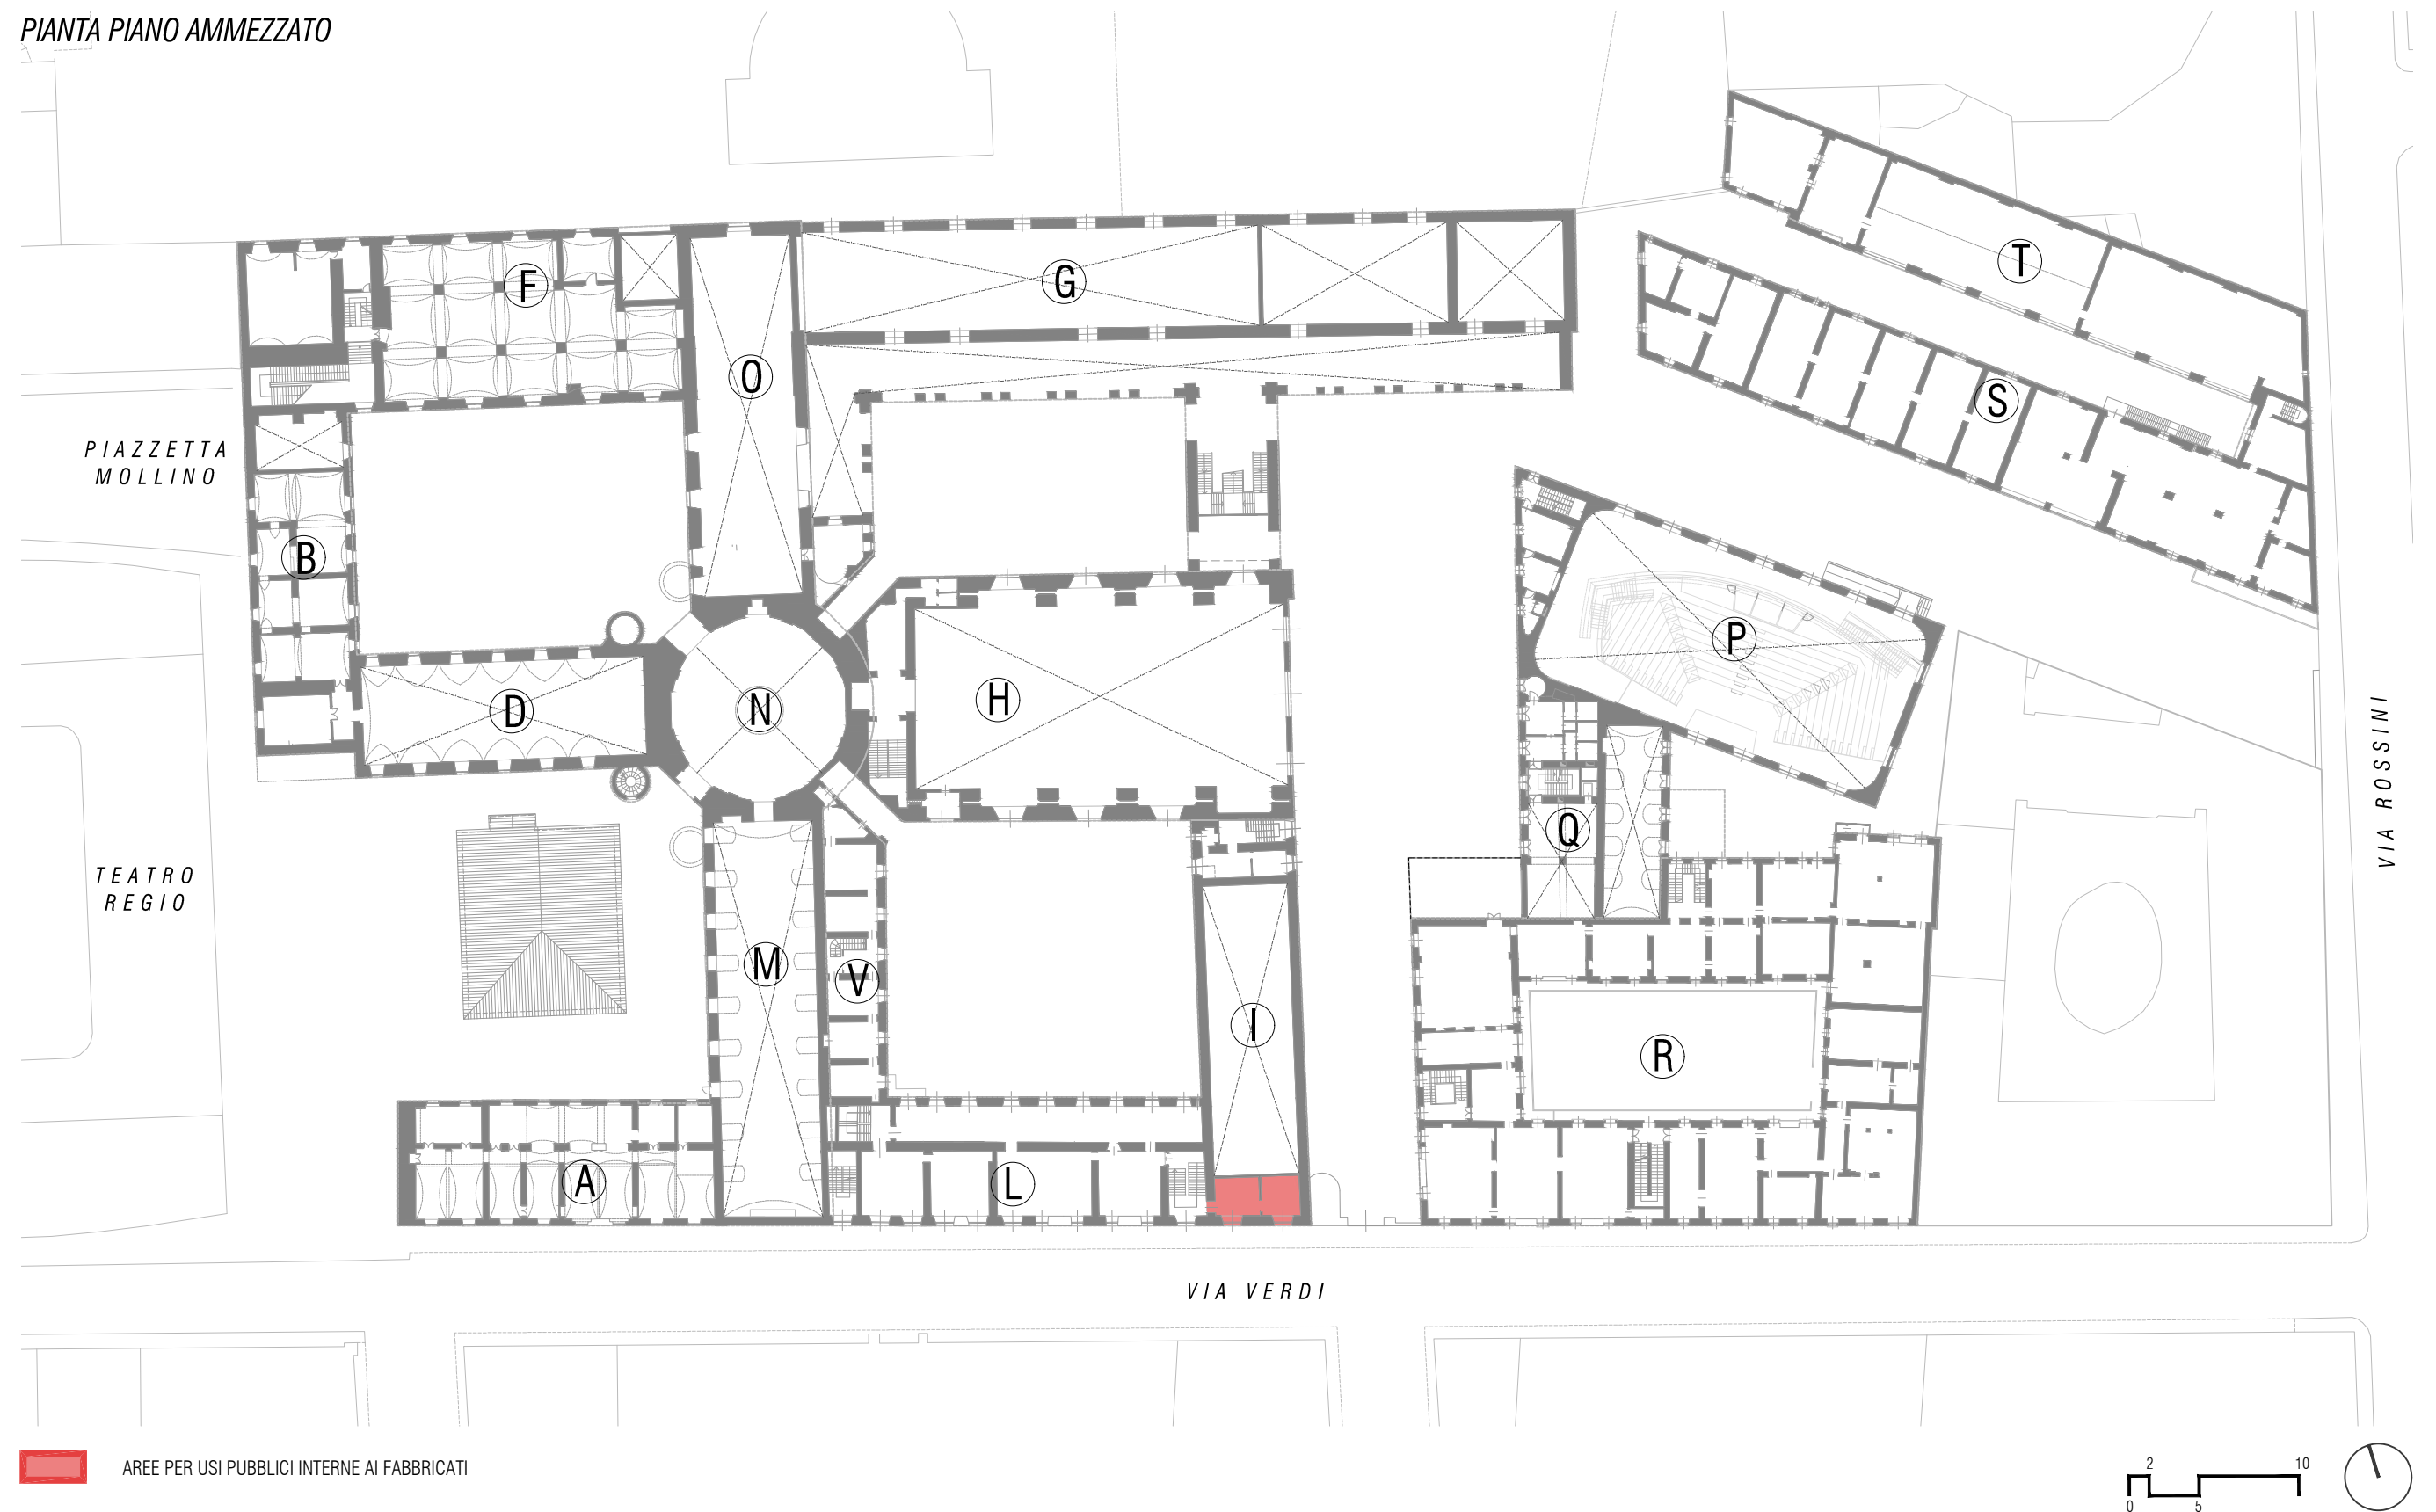 PIANTA PIANO AMMEZZATO
T
F
G
O
S
PIAZZETTA
MOLLINO
B
P
H
D
N
VIA ROSSINI
Q
TEATRO
REGIO
M
V
I
R
A
L
VIA VERDI
AREE PER USI PUBBLICI INTERNE AI FABBRICATI
2 10
0 5